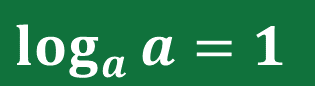 logₐ a = 1